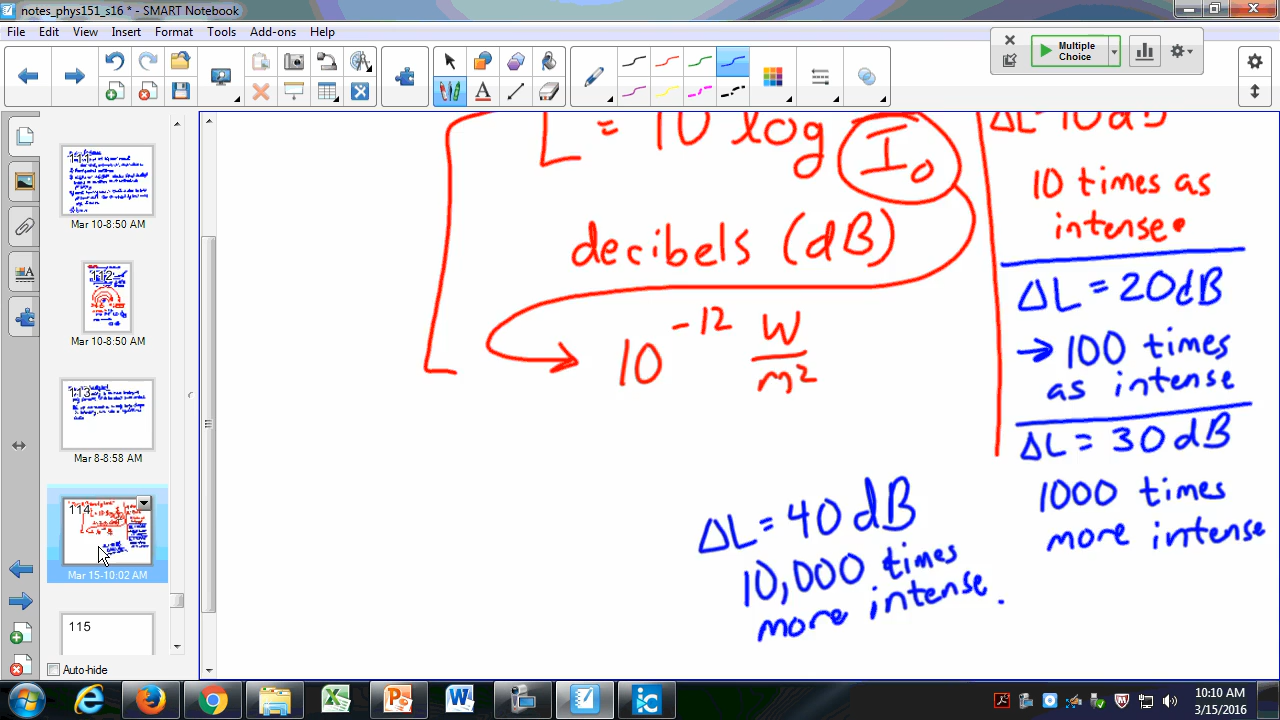 notes_phys151_s16 * - SMART Notebook
File Edit View Insert Format Tools Add-ons Help
Multiple
Choice
L = 10 log I₀
decibels (dB)
10⁻¹² W/m²
ΔL 10 dB
10 times as
intense.
ΔL = 20dB
→ 100 times
as intense
ΔL = 30 dB
1000 times
more intense
ΔL = 40 dB
10,000 times
more intense.
Mar 10-8:50 AM
112
Mar 10-8:50 AM
113
Mar 8-8:58 AM
114
Mar 15-10:02 AM
115
Auto-hide
10:10 AM
3/15/2016